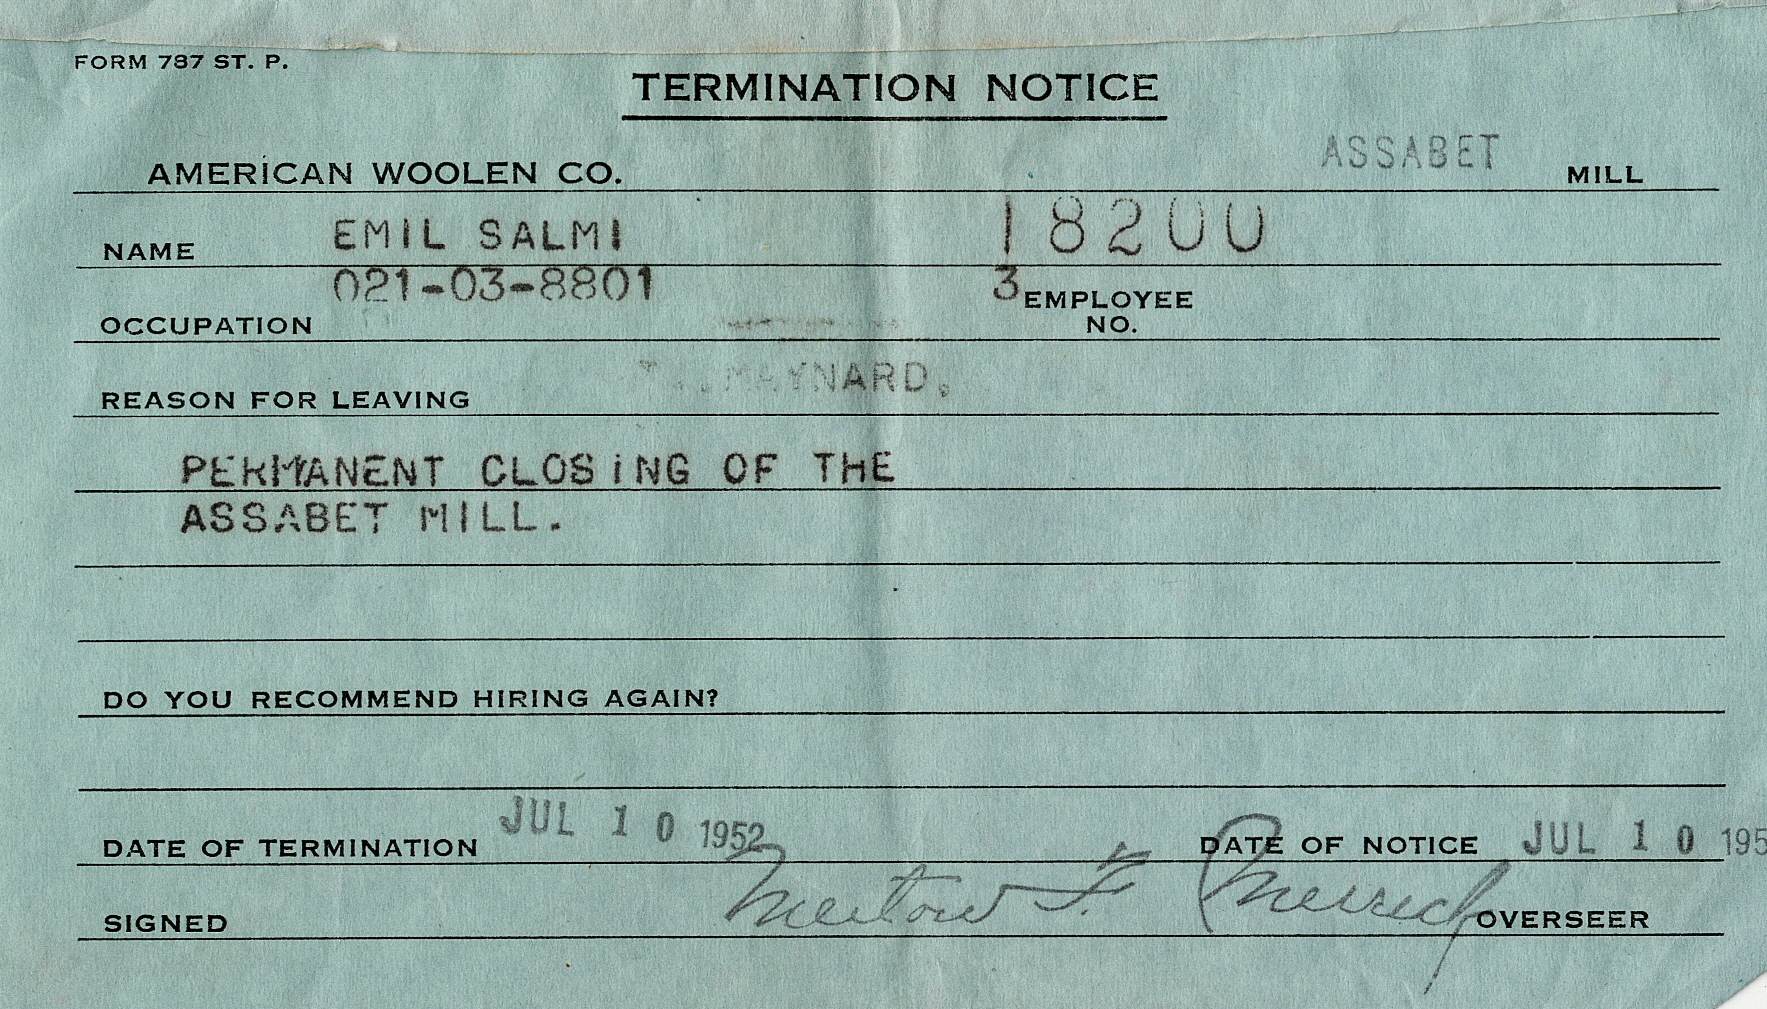 FORM 787 ST. P.
TERMINATION NOTICE
AMERICAN WOOLEN CO. ASSABET MILL
NAME EMIL SALMI 18200
021-03-8801 3
OCCUPATION EMPLOYEE NO.
MAYNARD,
REASON FOR LEAVING
PERMANENT CLOSING OF THE
ASSABET MILL.
DO YOU RECOMMEND HIRING AGAIN?
DATE OF TERMINATION JUL 10 1952 DATE OF NOTICE JUL 10 195
SIGNED OVERSEER